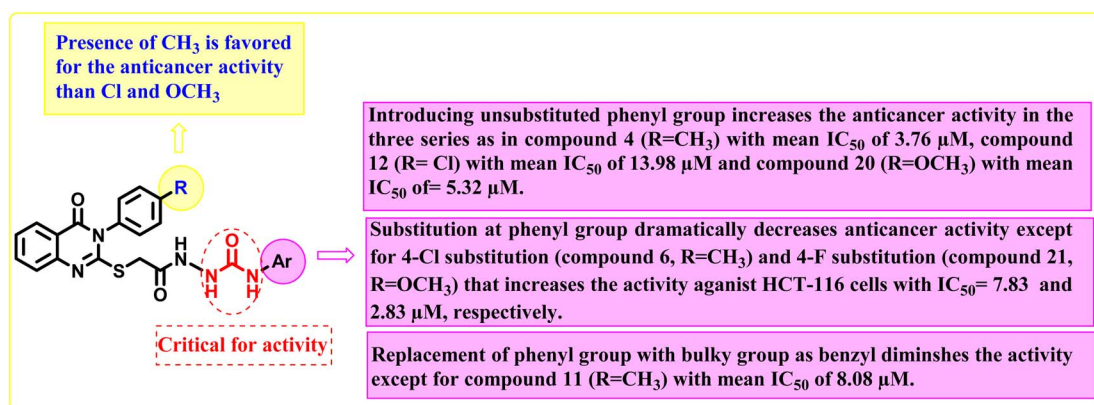 Presence of CH3 is favored
for the anticancer activity
than Cl and OCH3
Introducing unsubstituted phenyl group increases the anticancer activity in
the three series as in compound 4 (R=CH3) with mean IC50 of 3.76 µM, compound
12 (R= Cl) with mean IC50 of 13.98 µM and compound 20 (R=OCH3) with mean
IC50 of= 5.32 µM.
R
O
N
N
S
O
H
N
N
H
O
N
H
Ar
Substitution at phenyl group dramatically decreases anticancer activity except
for 4-Cl substitution (compound 6, R=CH3) and 4-F substitution (compound 21,
R=OCH3) that increases the activity aganist HCT-116 cells with IC50= 7.83 and
2.83 µM, respectively.
Critical for activity
Replacement of phenyl group with bulky group as benzyl diminshes the activity
except for compound 11 (R=CH3) with mean IC50 of 8.08 µM.